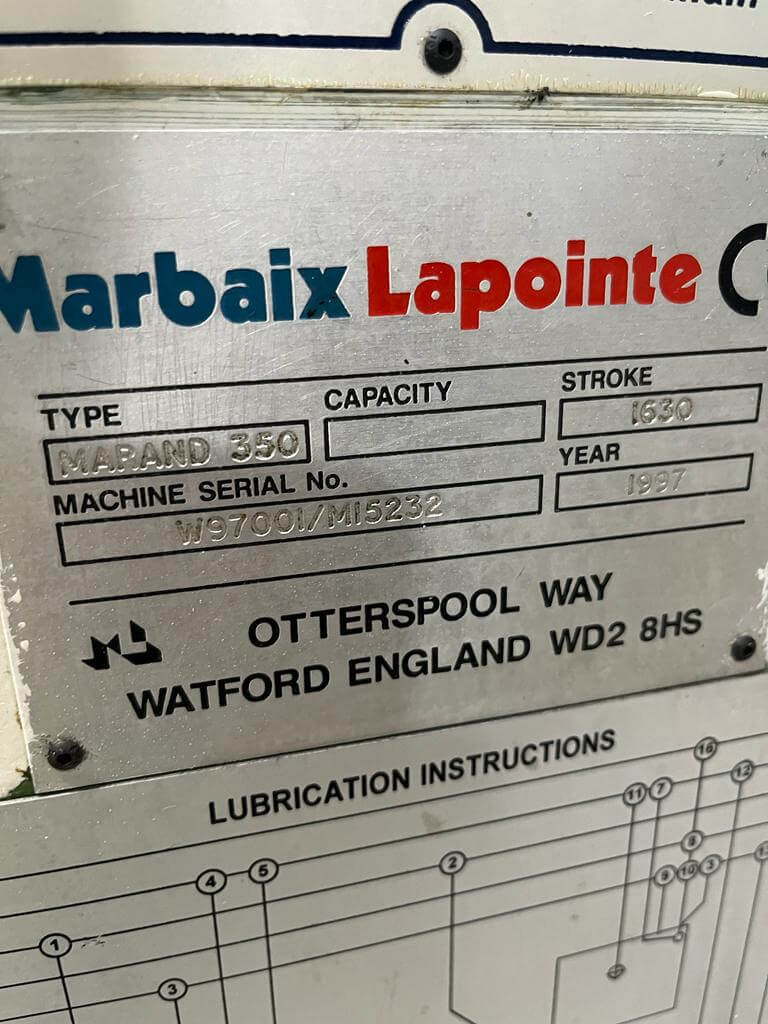 Marbaix Lapointe
TYPE
CAPACITY
STROKE
MARAND 350
1630
MACHINE SERIAL No.
YEAR
W97001/M15232
1997
OTTERSPOOL WAY
WATFORD ENGLAND WD2 8HS
LUBRICATION INSTRUCTIONS
16
11 7 12
4 5 2 8
9 10 3
1
3